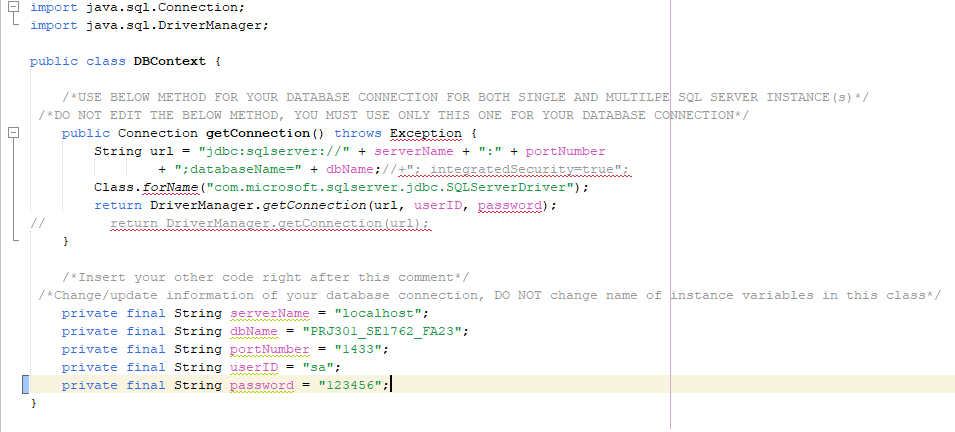 import java.sql.Connection;
import java.sql.DriverManager;
public class DBContext {
/*USE BELOW METHOD FOR YOUR DATABASE CONNECTION FOR BOTH SINGLE AND MULTILPE SQL SERVER INSTANCE(s)*/
/*DO NOT EDIT THE BELOW METHOD, YOU MUST USE ONLY THIS ONE FOR YOUR DATABASE CONNECTION*/
public Connection getConnection() throws Exception {
String url = "jdbc:sqlserver://" + serverName + ":" + portNumber
+ ";databaseName=" + dbName;//+"; integratedSecurity=true";
Class.forName("com.microsoft.sqlserver.jdbc.SQLServerDriver");
return DriverManager.getConnection(url, userID, password);
// return DriverManager.getConnection(url);
}
/*Insert your other code right after this comment*/
/*Change/update information of your database connection, DO NOT change name of instance variables in this class*/
private final String serverName = "localhost";
private final String dbName = "PRJ301_SE1762_FA23";
private final String portNumber = "1433";
private final String userID = "sa";
private final String password = "123456";
}